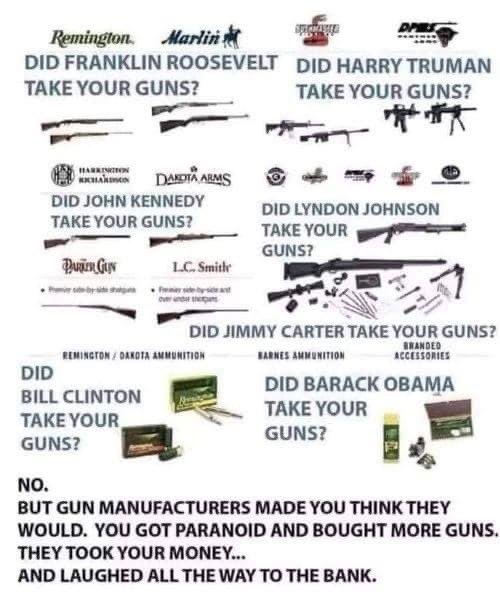 Remington
Marlin
BUSHMASTER
DPMS
PANTHER ARMS
DID FRANKLIN ROOSEVELT
TAKE YOUR GUNS?
DID HARRY TRUMAN
TAKE YOUR GUNS?
HARRINGTON
RICHARDSON
DAKOTA ARMS
DID JOHN KENNEDY
TAKE YOUR GUNS?
DID LYNDON JOHNSON
TAKE YOUR
GUNS?
PARKER GUN
L.C. Smith
• Premier side-by-side shotguns
• Premier side-by-side and
over under shotguns
DID JIMMY CARTER TAKE YOUR GUNS?
REMINGTON / DAKOTA AMMUNITION
BARNES AMMUNITION
BRANDED
ACCESSORIES
DID
BILL CLINTON
TAKE YOUR
GUNS?
Remington
DID BARACK OBAMA
TAKE YOUR
GUNS?
NO.
BUT GUN MANUFACTURERS MADE YOU THINK THEY
WOULD. YOU GOT PARANOID AND BOUGHT MORE GUNS.
THEY TOOK YOUR MONEY...
AND LAUGHED ALL THE WAY TO THE BANK.